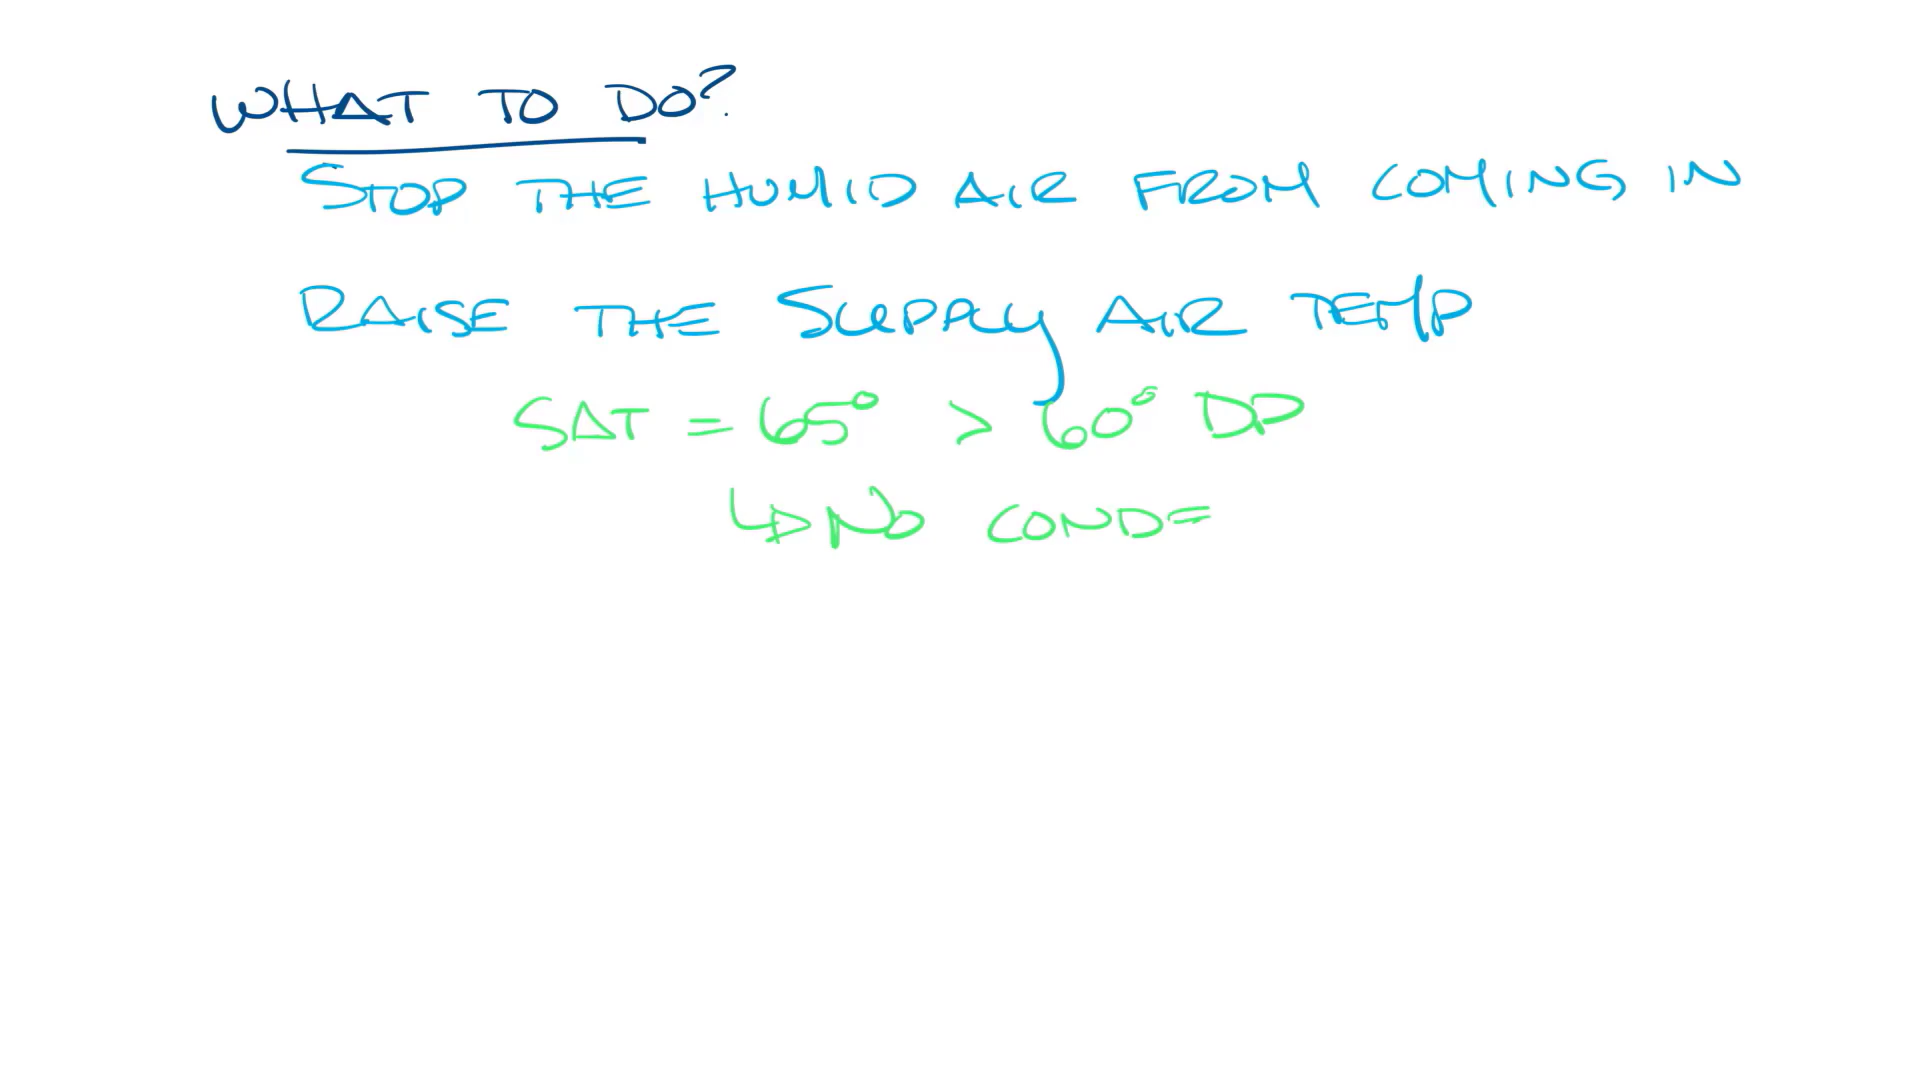 WHAT TO DO?
STOP THE HUMID AIR FROM COMING IN
RAISE THE SUPPLY AIR TEMP
SAT = 65° > 60° DP
↳ NO CONDE